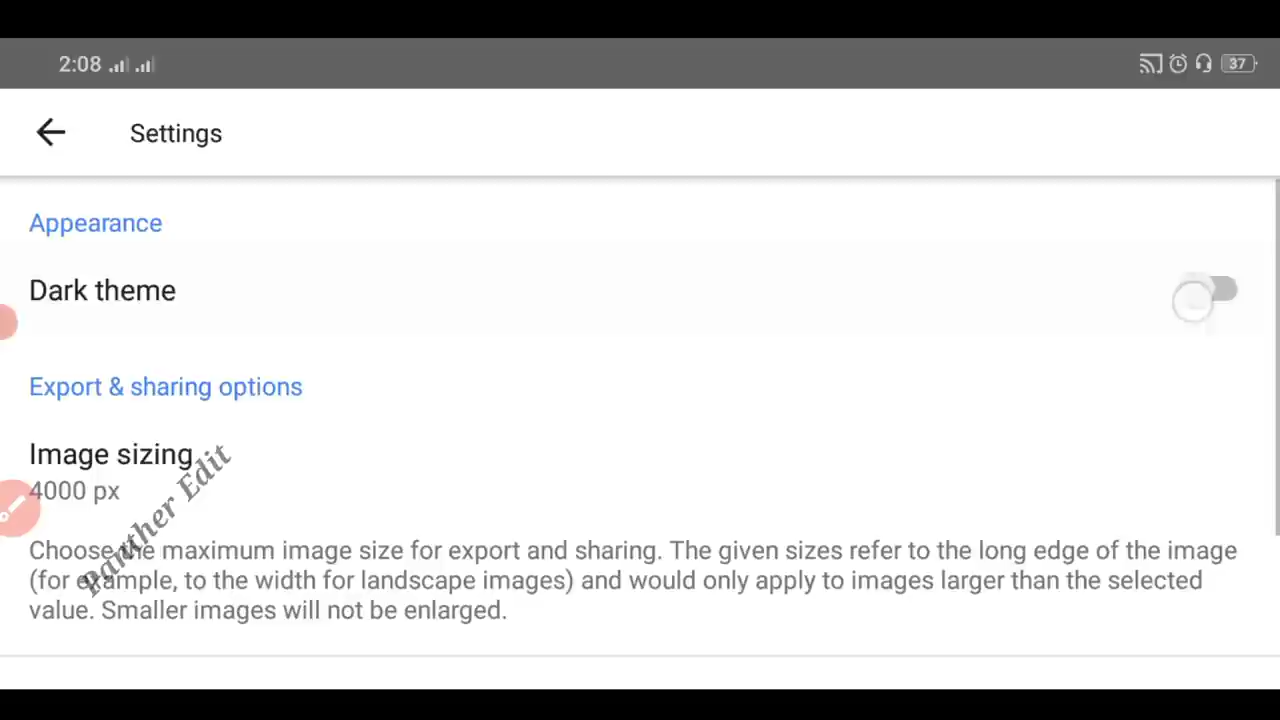 2:08
37
Settings
Appearance
Dark theme
Export & sharing options
Image sizing
4000 px
Panther Edit
Choose the maximum image size for export and sharing. The given sizes refer to the long edge of the image
(for example, to the width for landscape images) and would only apply to images larger than the selected
value. Smaller images will not be enlarged.